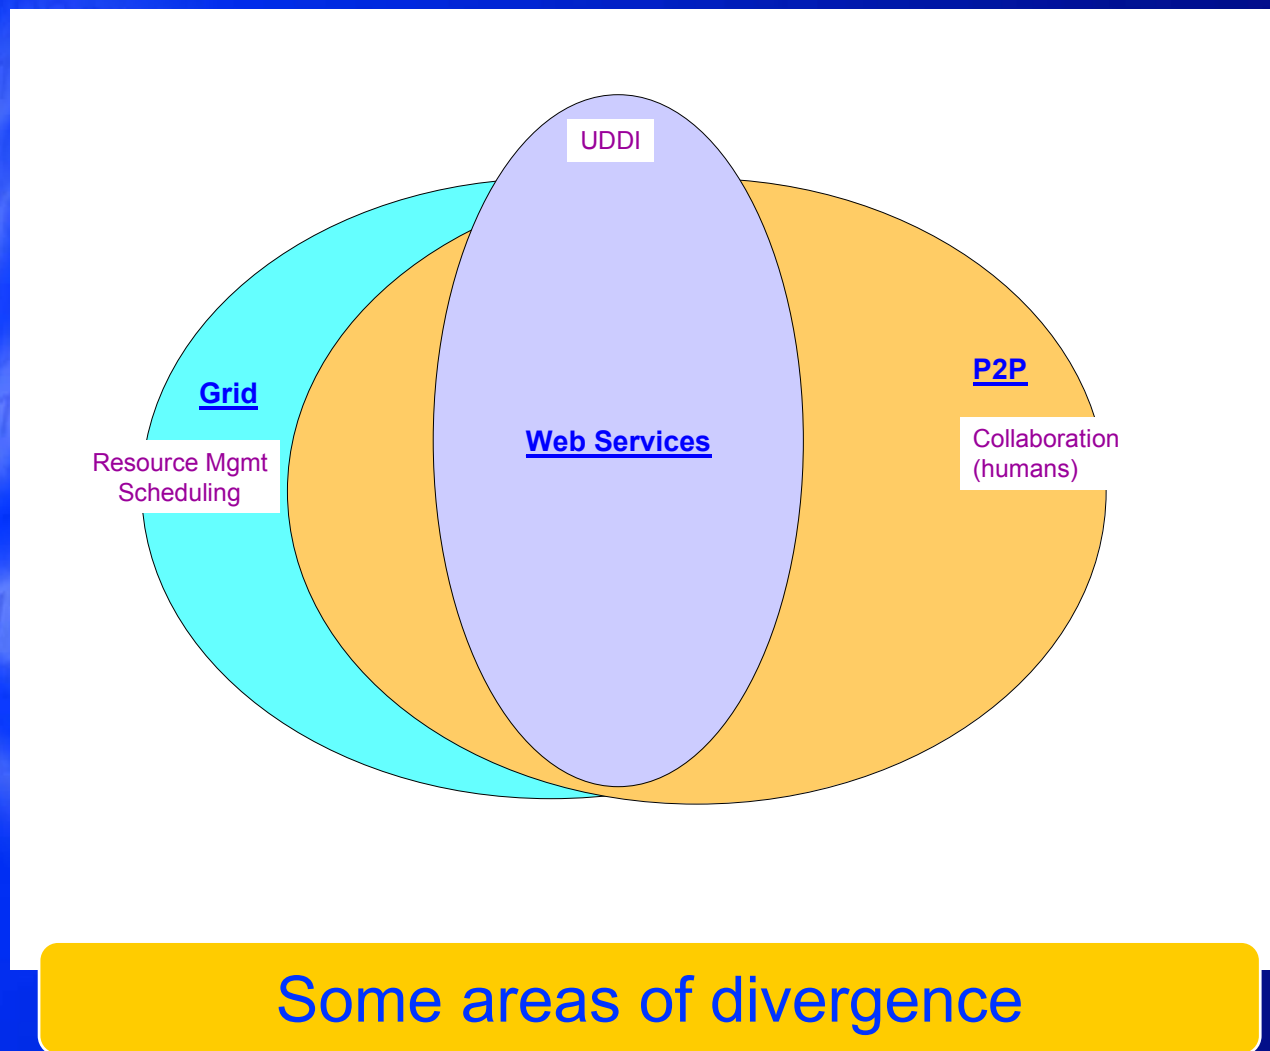 UDDI
Grid
Resource Mgmt
Scheduling
Web Services
P2P
Collaboration
(humans)
Some areas of divergence